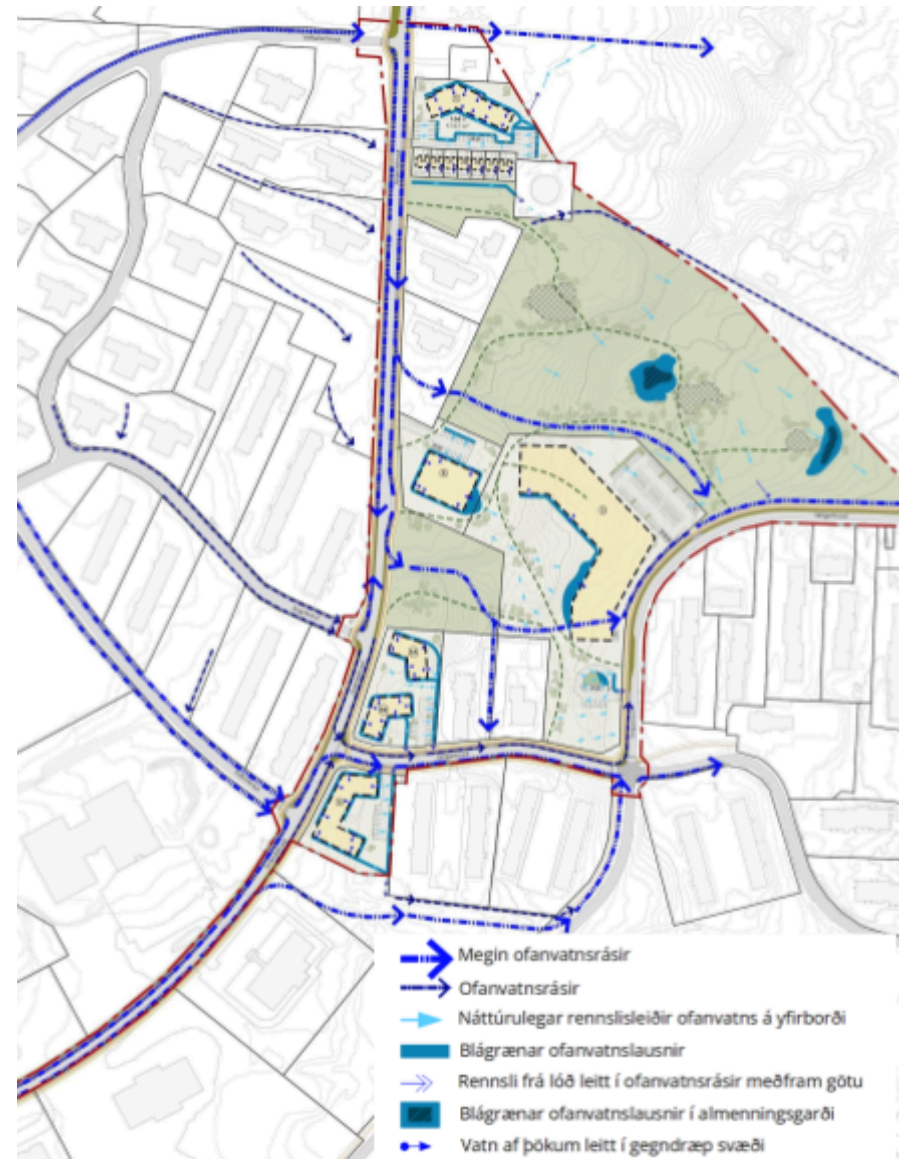 Megin ofanvatnsrásir
Ofanvatnsrásir
Náttúrulegar rennslisleiðir ofanvatns á yfirborði
Blágrænar ofanvatnslausnir
Rennsli frá lóð leitt í ofanvatnsrásir meðfram götu
Blágrænar ofanvatnslausnir í almenningsgarði
Vatn af þökum leitt í gegndræp svæði